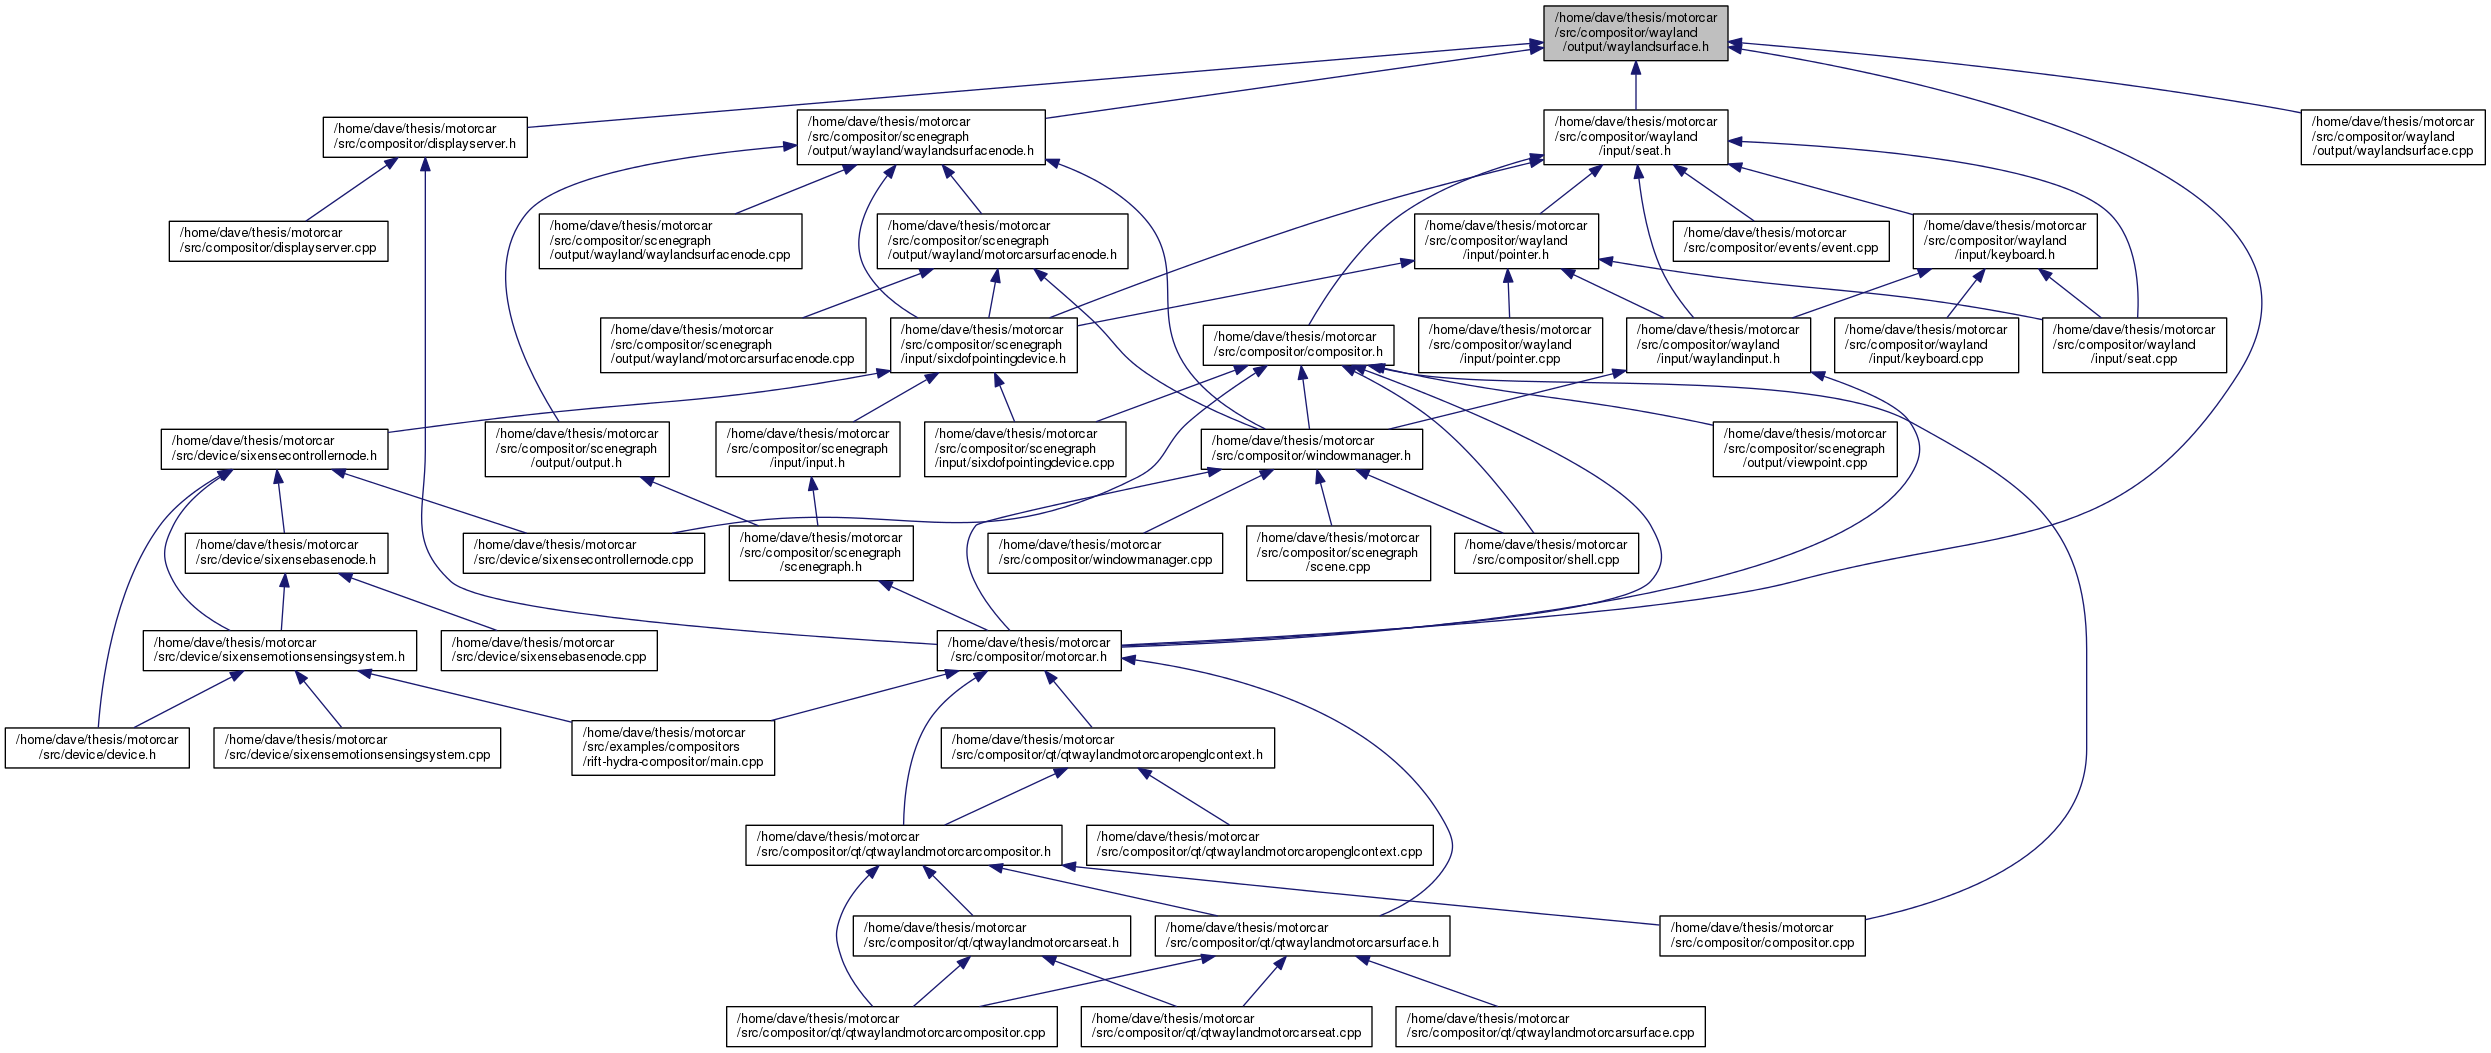 /home/dave/thesis/motorcar
/src/compositor/wayland
/output/waylandsurface.h
/home/dave/thesis/motorcar
/src/compositor/displayserver.h
/home/dave/thesis/motorcar
/src/compositor/scenegraph
/output/wayland/waylandsurfacenode.h
/home/dave/thesis/motorcar
/src/compositor/wayland
/input/seat.h
/home/dave/thesis/motorcar
/src/compositor/wayland
/output/waylandsurface.cpp
/home/dave/thesis/motorcar
/src/compositor/displayserver.cpp
/home/dave/thesis/motorcar
/src/compositor/scenegraph
/output/wayland/waylandsurfacenode.cpp
/home/dave/thesis/motorcar
/src/compositor/scenegraph
/output/wayland/motorcarsurfacenode.h
/home/dave/thesis/motorcar
/src/compositor/wayland
/input/pointer.h
/home/dave/thesis/motorcar
/src/compositor/events/event.cpp
/home/dave/thesis/motorcar
/src/compositor/wayland
/input/keyboard.h
/home/dave/thesis/motorcar
/src/compositor/scenegraph
/output/wayland/motorcarsurfacenode.cpp
/home/dave/thesis/motorcar
/src/compositor/scenegraph
/input/sixdofpointingdevice.h
/home/dave/thesis/motorcar
/src/compositor/compositor.h
/home/dave/thesis/motorcar
/src/compositor/wayland
/input/pointer.cpp
/home/dave/thesis/motorcar
/src/compositor/wayland
/input/waylandinput.h
/home/dave/thesis/motorcar
/src/compositor/wayland
/input/keyboard.cpp
/home/dave/thesis/motorcar
/src/compositor/wayland
/input/seat.cpp
/home/dave/thesis/motorcar
/src/device/sixensecontrollernode.h
/home/dave/thesis/motorcar
/src/compositor/scenegraph
/output/output.h
/home/dave/thesis/motorcar
/src/compositor/scenegraph
/input/input.h
/home/dave/thesis/motorcar
/src/compositor/scenegraph
/input/sixdofpointingdevice.cpp
/home/dave/thesis/motorcar
/src/compositor/windowmanager.h
/home/dave/thesis/motorcar
/src/compositor/scenegraph
/output/viewpoint.cpp
/home/dave/thesis/motorcar
/src/device/sixensebasenode.h
/home/dave/thesis/motorcar
/src/device/sixensecontrollernode.cpp
/home/dave/thesis/motorcar
/src/compositor/scenegraph
/scenegraph.h
/home/dave/thesis/motorcar
/src/compositor/windowmanager.cpp
/home/dave/thesis/motorcar
/src/compositor/scenegraph
/scene.cpp
/home/dave/thesis/motorcar
/src/compositor/shell.cpp
/home/dave/thesis/motorcar
/src/device/sixensemotionsensingsystem.h
/home/dave/thesis/motorcar
/src/device/sixensebasenode.cpp
/home/dave/thesis/motorcar
/src/compositor/motorcar.h
/home/dave/thesis/motorcar
/src/device/device.h
/home/dave/thesis/motorcar
/src/device/sixensemotionsensingsystem.cpp
/home/dave/thesis/motorcar
/src/examples/compositors
/rift-hydra-compositor/main.cpp
/home/dave/thesis/motorcar
/src/compositor/qt/qtwaylandmotorcaropenglcontext.h
/home/dave/thesis/motorcar
/src/compositor/qt/qtwaylandmotorcarcompositor.h
/home/dave/thesis/motorcar
/src/compositor/qt/qtwaylandmotorcaropenglcontext.cpp
/home/dave/thesis/motorcar
/src/compositor/qt/qtwaylandmotorcarseat.h
/home/dave/thesis/motorcar
/src/compositor/qt/qtwaylandmotorcarsurface.h
/home/dave/thesis/motorcar
/src/compositor/compositor.cpp
/home/dave/thesis/motorcar
/src/compositor/qt/qtwaylandmotorcarcompositor.cpp
/home/dave/thesis/motorcar
/src/compositor/qt/qtwaylandmotorcarseat.cpp
/home/dave/thesis/motorcar
/src/compositor/qt/qtwaylandmotorcarsurface.cpp